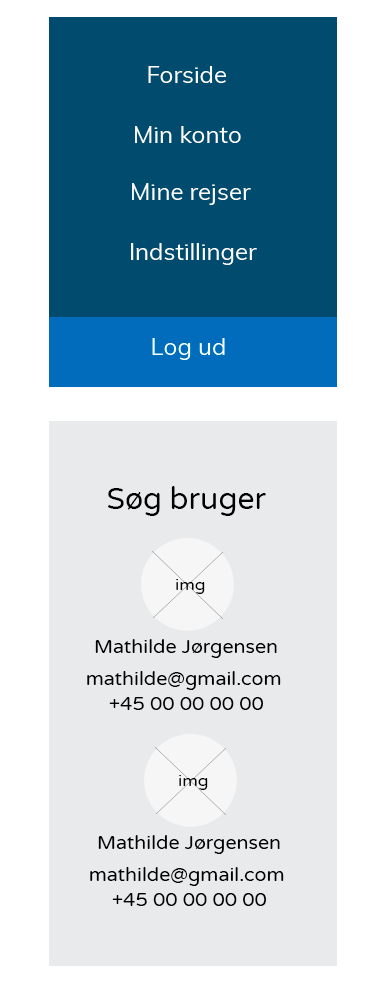 Forside
Min konto
Mine rejser
Indstillinger
Log ud
Søg bruger
img
Mathilde Jørgensen
mathilde@gmail.com
+45 00 00 00 00
img
Mathilde Jørgensen
mathilde@gmail.com
+45 00 00 00 00